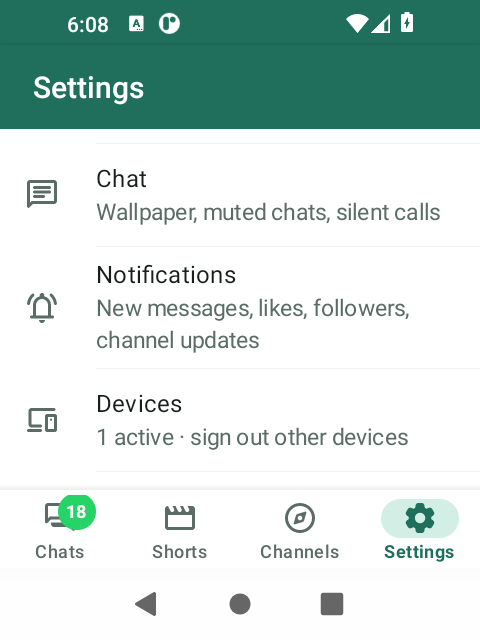 6:08
Settings
Chat
Wallpaper, muted chats, silent calls
Notifications
New messages, likes, followers,
channel updates
Devices
1 active · sign out other devices
18
Chats
Shorts
Channels
Settings